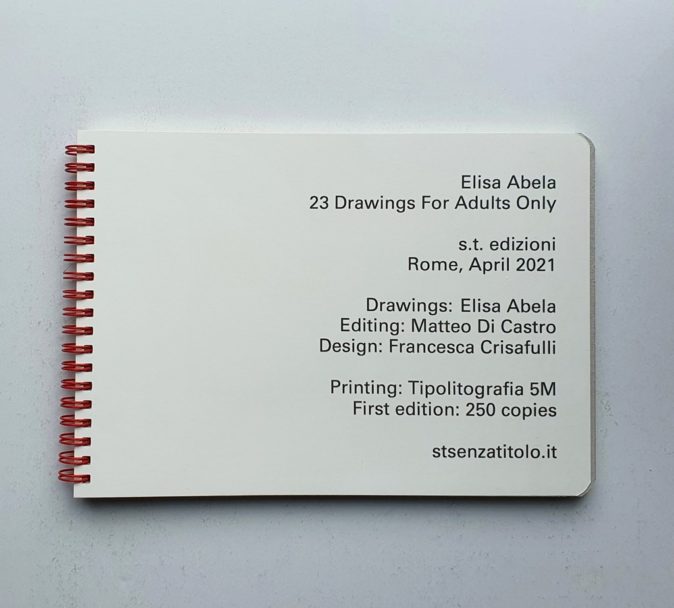 Elisa Abela
23 Drawings For Adults Only
s.t. edizioni
Rome, April 2021
Drawings: Elisa Abela
Editing: Matteo Di Castro
Design: Francesca Crisafulli
Printing: Tipolitografia 5M
First edition: 250 copies
stsenzatitolo.it